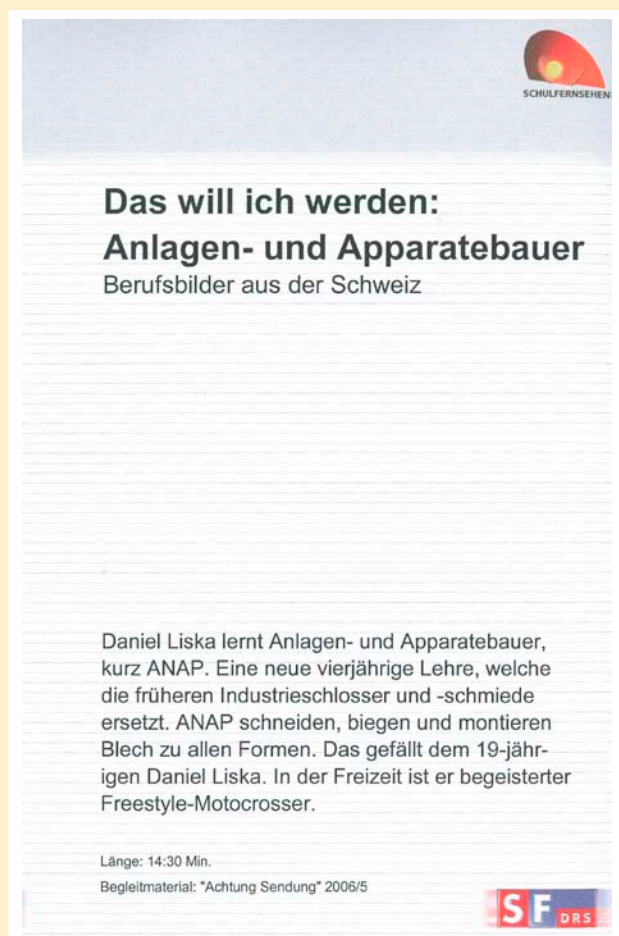 SCHULFERNSEHEN
Das will ich werden:
Anlagen- und Apparatebauer
Berufsbilder aus der Schweiz
Daniel Liska lernt Anlagen- und Apparatebauer,
kurz ANAP. Eine neue vierjährige Lehre, welche
die früheren Industrieschlosser und -schmiede
ersetzt. ANAP schneiden, biegen und montieren
Blech zu allen Formen. Das gefällt dem 19-jähr-
igen Daniel Liska. In der Freizeit ist er begeisterter
Freestyle-Motocrosser.
Länge: 14:30 Min.
Begleitmaterial: "Achtung Sendung" 2006/5
SF DRS